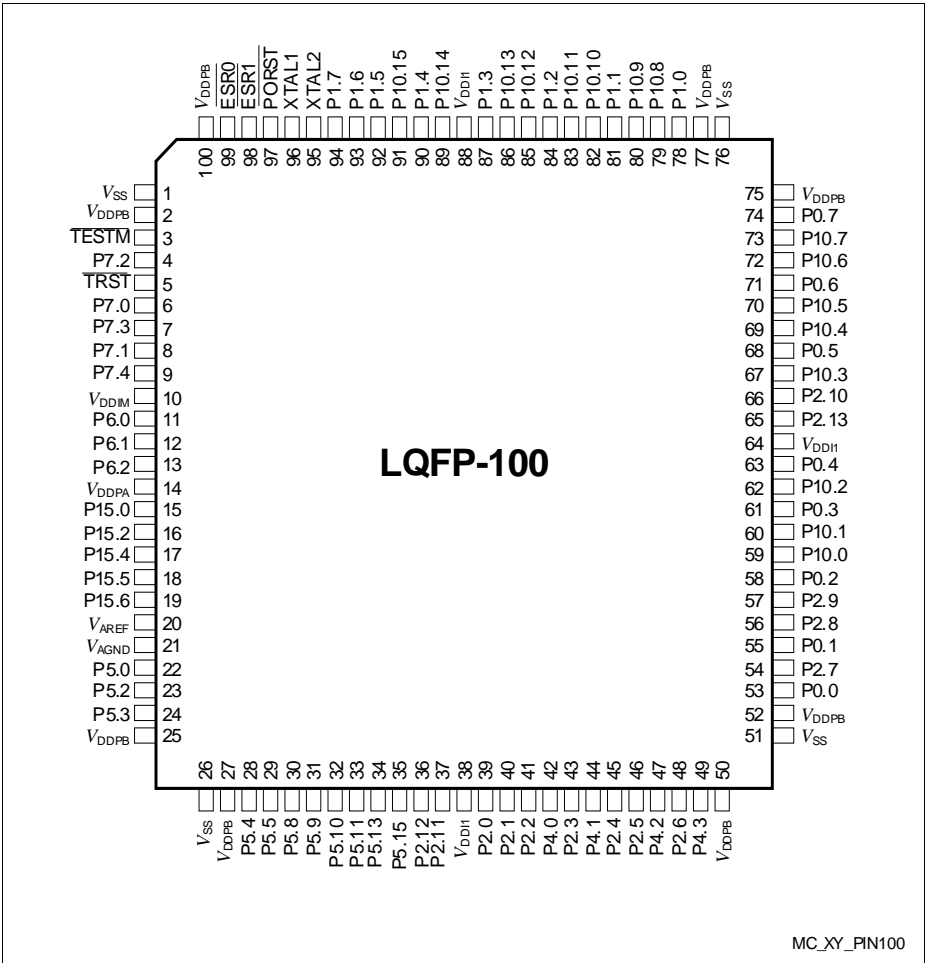 VDDPB
ESR0
ESR1
PORST
XTAL1
XTAL2
P1.7
P1.6
P1.5
P10.15
P1.4
P10.14
VDDI1
P1.3
P10.13
P10.12
P1.2
P10.11
P10.10
P1.1
P10.9
P10.8
P1.0
VDDPB
VSS
100
99
98
97
96
95
94
93
92
91
90
89
88
87
86
85
84
83
82
81
80
79
78
77
76
VSS 1
VDDPB 2
TESTM 3
P7.2 4
TRST 5
P7.0 6
P7.3 7
P7.1 8
P7.4 9
VDDIM 10
P6.0 11
P6.1 12
P6.2 13
VDDPA 14
P15.0 15
P15.2 16
P15.4 17
P15.5 18
P15.6 19
VAREF 20
VAGND 21
P5.0 22
P5.2 23
P5.3 24
VDDPB 25
LQFP-100
75 VDDPB
74 P0.7
73 P10.7
72 P10.6
71 P0.6
70 P10.5
69 P10.4
68 P0.5
67 P10.3
66 P2.10
65 P2.13
64 VDDI1
63 P0.4
62 P10.2
61 P0.3
60 P10.1
59 P10.0
58 P0.2
57 P2.9
56 P2.8
55 P0.1
54 P2.7
53 P0.0
52 VDDPB
51 VSS
26
27
28
29
30
31
32
33
34
35
36
37
38
39
40
41
42
43
44
45
46
47
48
49
50
VSS
VDDPB
P5.4
P5.5
P5.8
P5.9
P5.10
P5.11
P5.13
P5.15
P2.12
P2.11
VDDI1
P2.0
P2.1
P2.2
P4.0
P2.3
P4.1
P2.4
P2.5
P4.2
P2.6
P4.3
VDDPB
MC_XY_PIN100